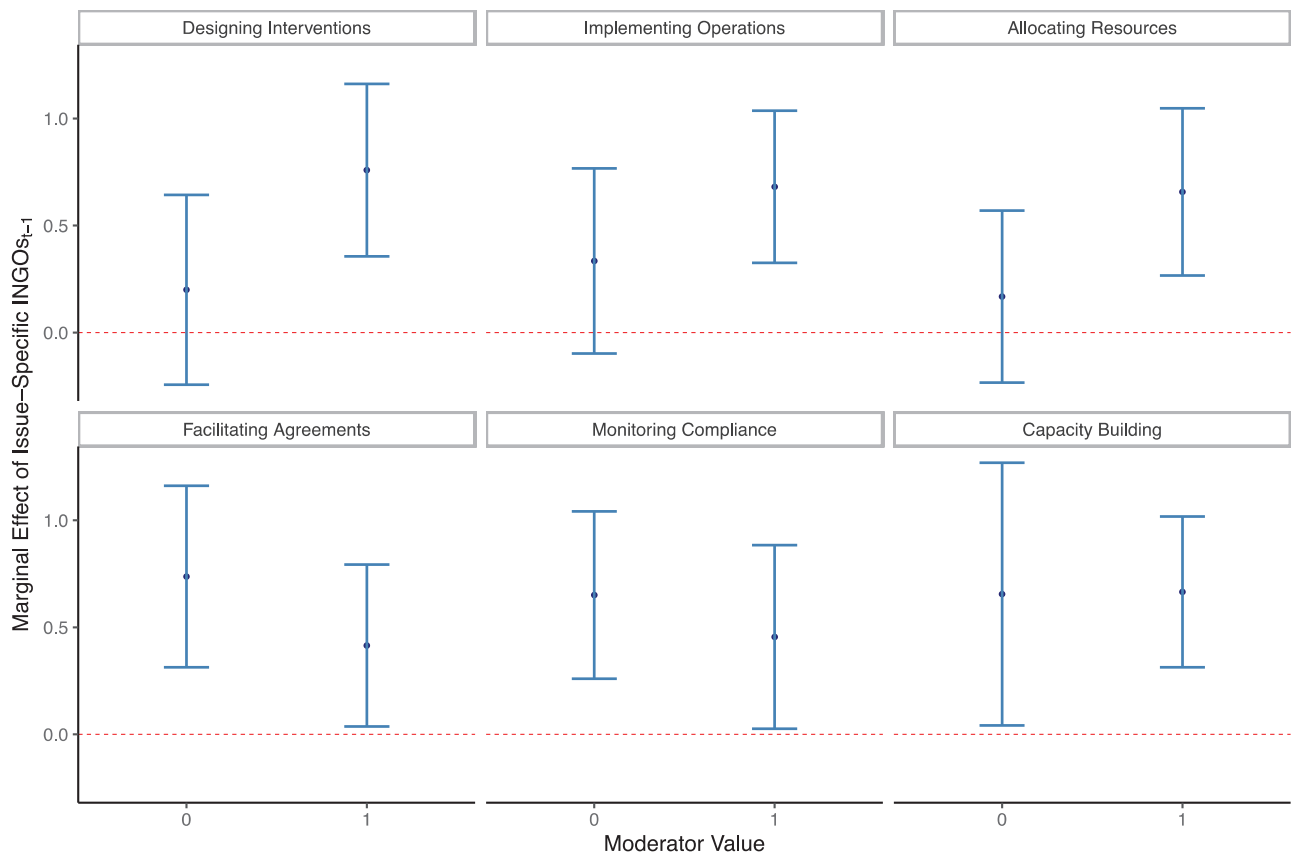 Designing Interventions Implementing Operations Allocating Resources
1.0
0.5
0.0
Facilitating Agreements Monitoring Compliance Capacity Building
1.0
0.5
0.0
0 1 0 1 0 1
Moderator Value
Marginal Effect of Issue−Specific INGOs t−1